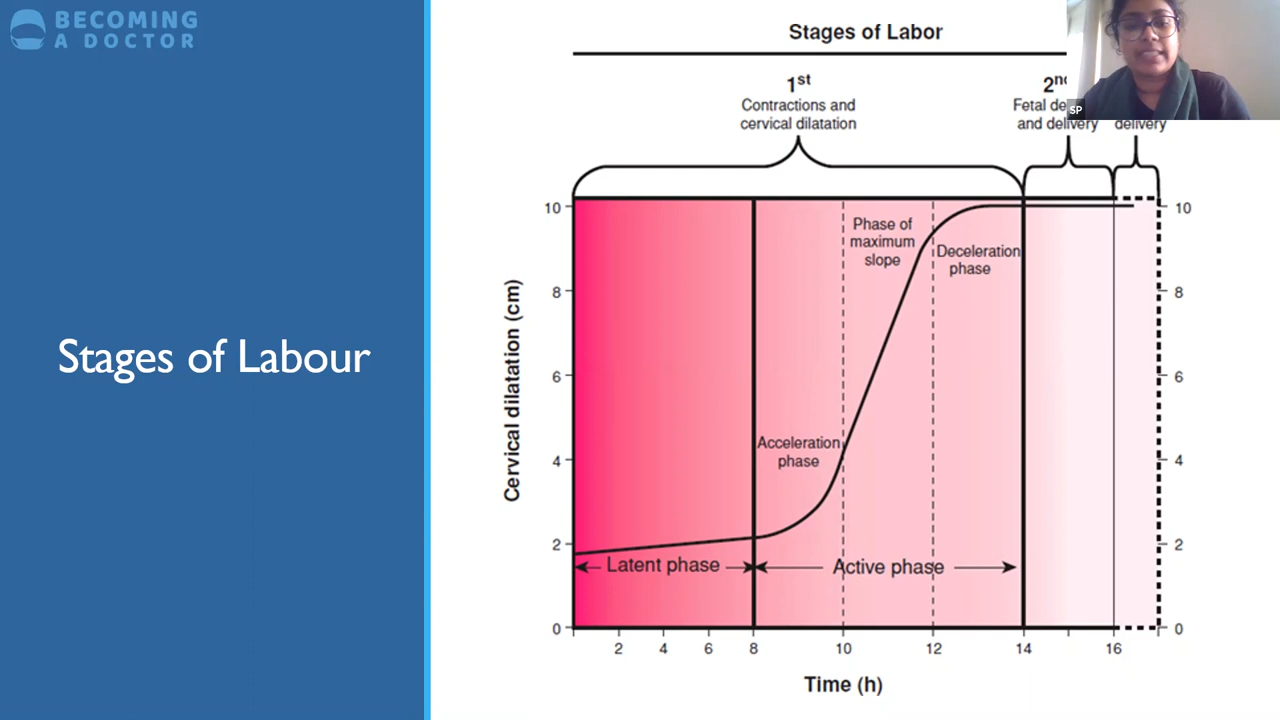 BECOMING
A DOCTOR
Stages of Labour
Stages of Labor
1st
Contractions and
cervical dilatation
and delivery
Fetal
SP
delivery
10
8
6
4
2
0
Cervical dilatation (cm)
Phase of
maximum
slope
Deceleration
phase
Acceleration
phase
Latent phase
Active phase
10
8
6
4
2
0
2 4 6 8 10 12 14 16
Time (h)